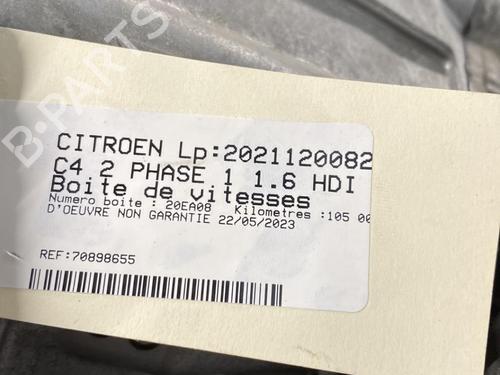 CITROEN Lp:2021120082
C4 2 PHASE 1 1.6 HDI
Boite de vitesses
Numero boite : 20EA08 Kilometres :105 00
D'OEUVRE NON GARANTIE 22/05/2023
REF:70898655
B-PARTS